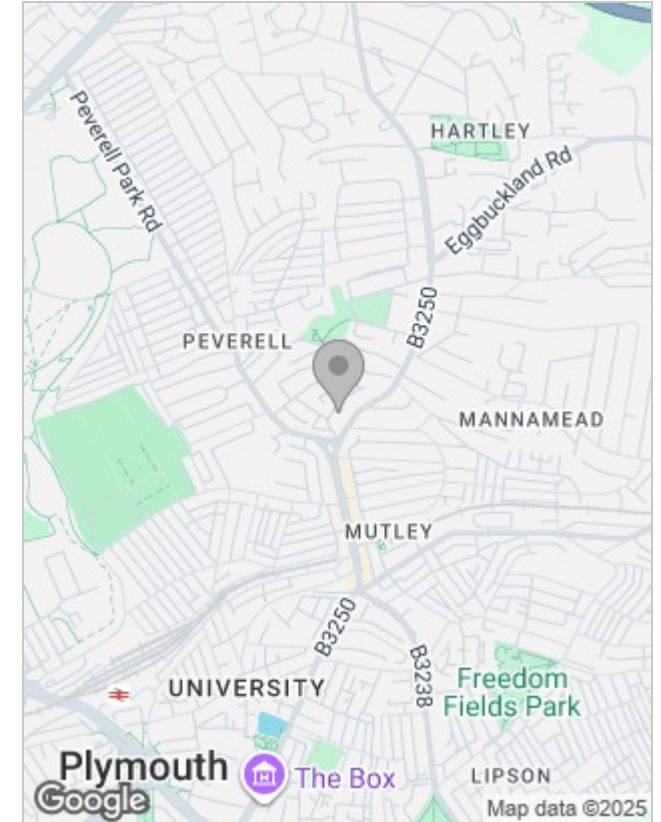 HARTLEY
Peverell Park Rd
Eggbuckland Rd
B3250
PEVERELL
MANNAMEAD
MUTLEY
B3250
B3238
UNIVERSITY
Freedom
Fields Park
Plymouth
The Box
LIPSON
Google
Map data ©2025